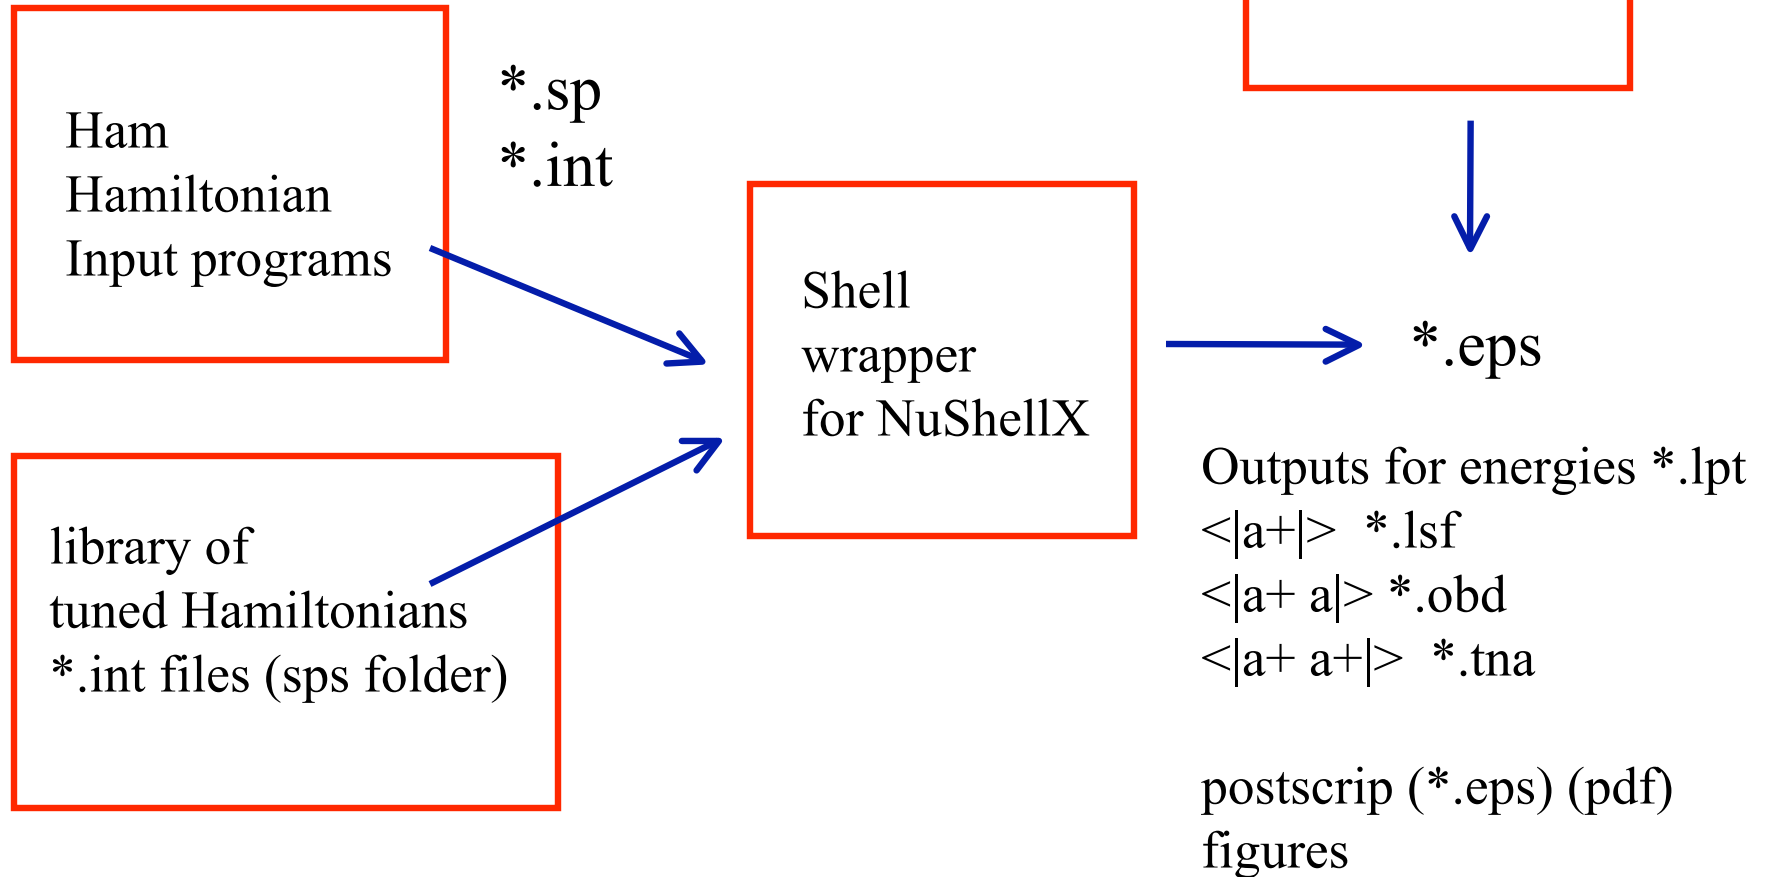 Ham
Hamiltonian
Input programs
*.sp
*.int
library of
tuned Hamiltonians
*.int files (sps folder)
Shell
wrapper
for NuShellX
*.eps
Outputs for energies *.lpt
<|a+|>  *.lsf
<|a+ a|> *.obd
<|a+ a+|>  *.tna
postscrip (*.eps) (pdf)
figures